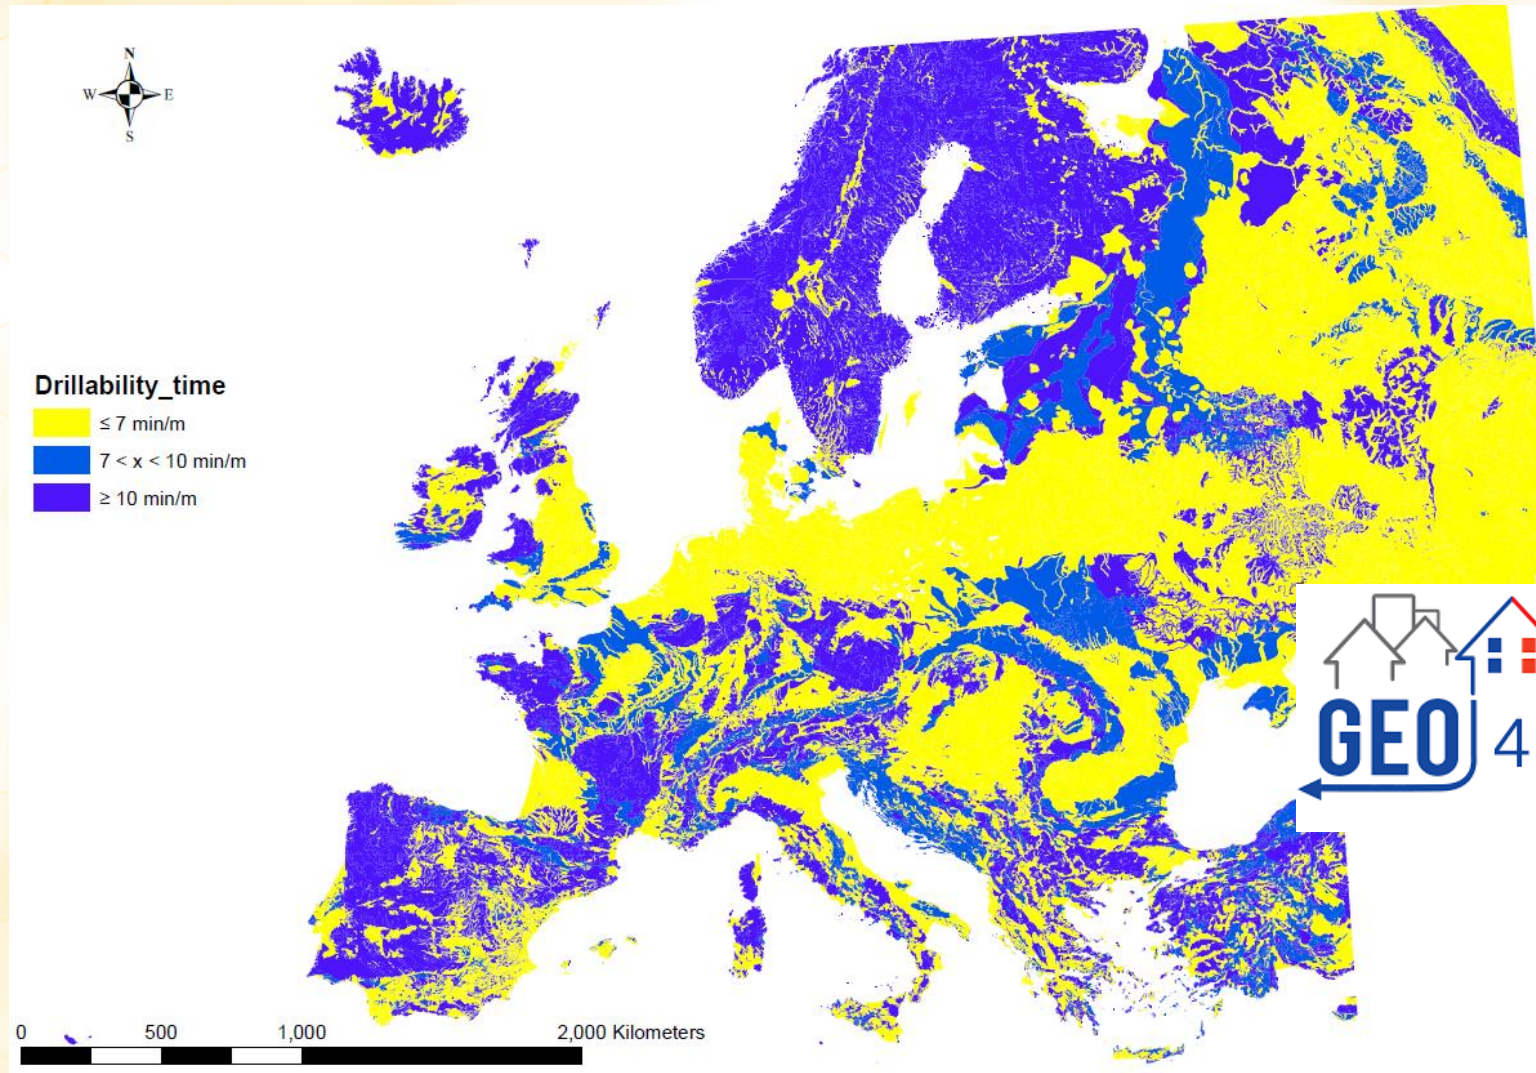 N
W E
S
Drillability_time
≤ 7 min/m
7 < x < 10 min/m
≥ 10 min/m
GEO 4
0 500 1,000 2,000 Kilometers